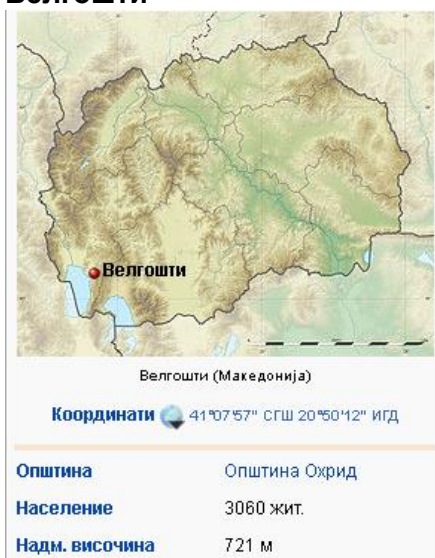 Велгошти
Велгошти
Велгошти (Македонија)
Координати 41°07′57″ сгш 20°50′12″ игд
Општина Општина Охрид
Население 3060 жит.
Надм. височина 721 м